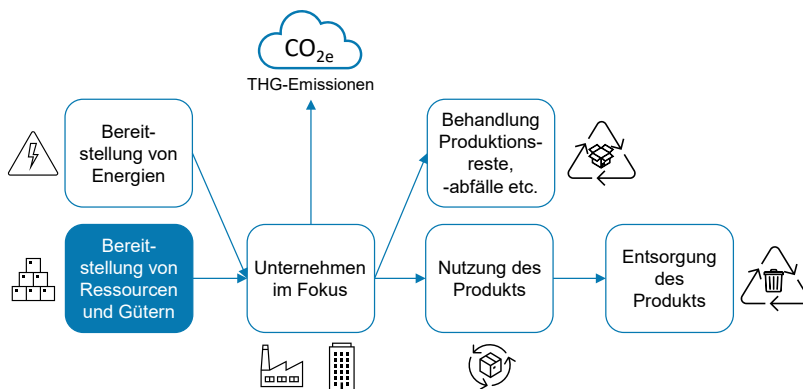 CO2e
THG-Emissionen
Bereit-
stellung von
Energien
Behandlung
Produktions-
reste,
-abfälle etc.
Bereit-
stellung von
Ressourcen
und Gütern
Unternehmen
im Fokus
Nutzung des
Produkts
Entsorgung
des
Produkts